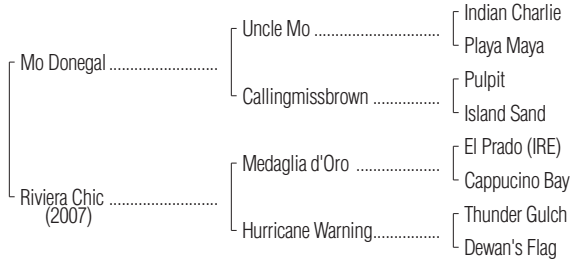 Indian Charlie
Uncle Mo ..........................
Playa Maya
Mo Donegal ..........................
Pulpit
Callingmissbrown ................
Island Sand
El Prado (IRE)
Medaglia d'Oro ....................
Cappucino Bay
Riviera Chic ..........................
(2007)
Thunder Gulch
Hurricane Warning................
Dewan's Flag